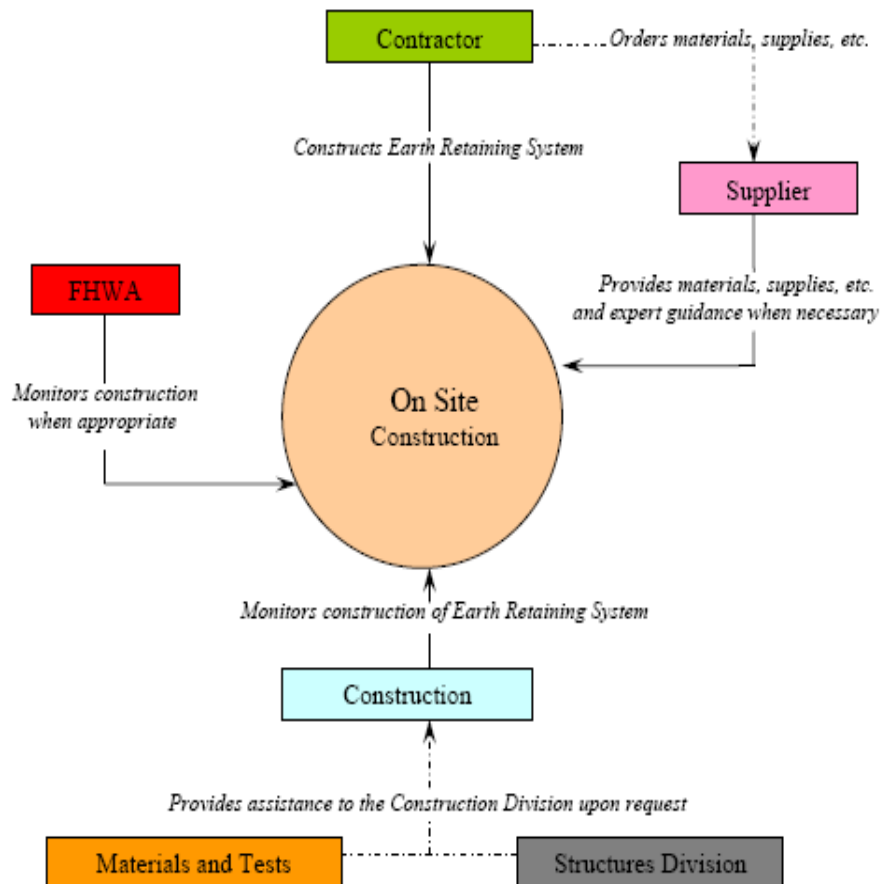 Contractor
Orders materials, supplies, etc.
Constructs Earth Retaining System
Supplier
FHWA
Provides materials, supplies, etc.
and expert guidance when necessary
Monitors construction
when appropriate
On Site
Construction
Monitors construction of Earth Retaining System
Construction
Provides assistance to the Construction Division upon request
Materials and Tests
Structures Division